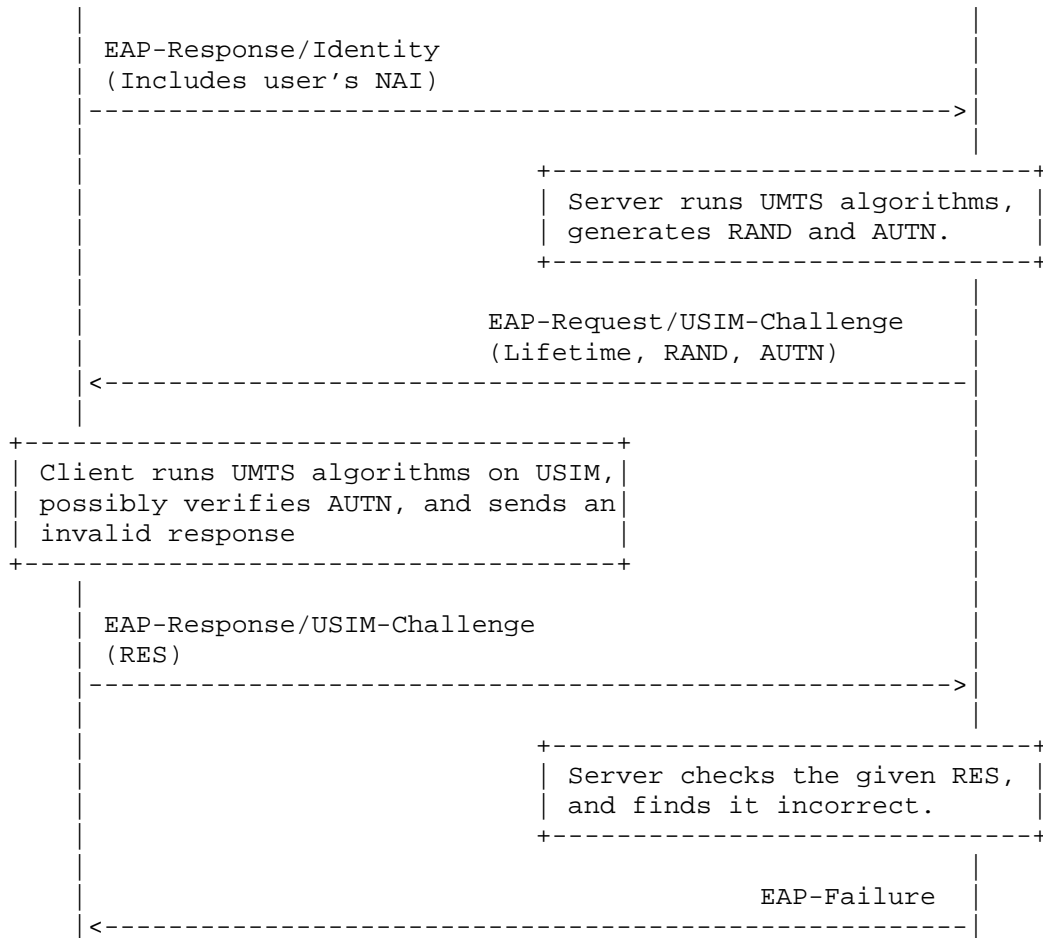 EAP-Response/Identity
(Includes user's NAI)
Server runs UMTS algorithms,
generates RAND and AUTN.
EAP-Request/USIM-Challenge
(Lifetime, RAND, AUTN)
Client runs UMTS algorithms on USIM,
possibly verifies AUTN, and sends an
invalid response
EAP-Response/USIM-Challenge
(RES)
Server checks the given RES,
and finds it incorrect.
EAP-Failure